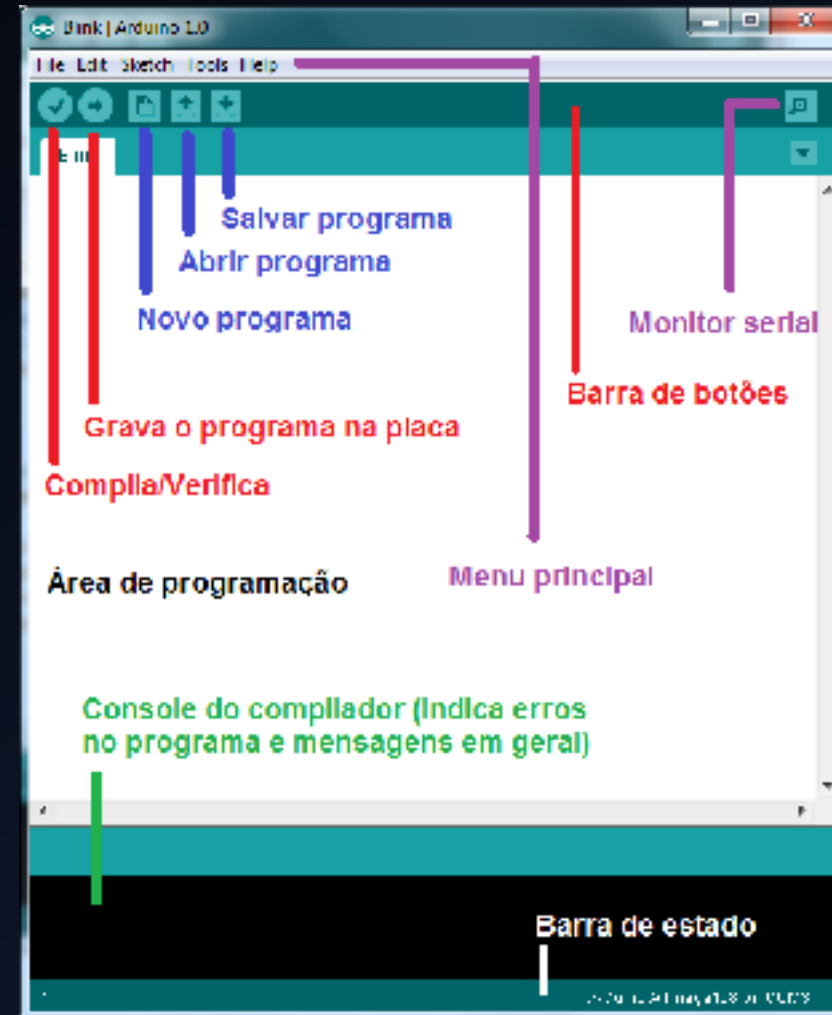 Blink | Arduino 1.0
File Edit Sketch Tools Help
Salvar programa
Abrir programa
Novo programa
Monitor serial
Barra de botões
Grava o programa na placa
Compila/Verifica
Área de programação
Menu principal
Console do compilador (indica erros
no programa e mensagens em geral)
Barra de estado